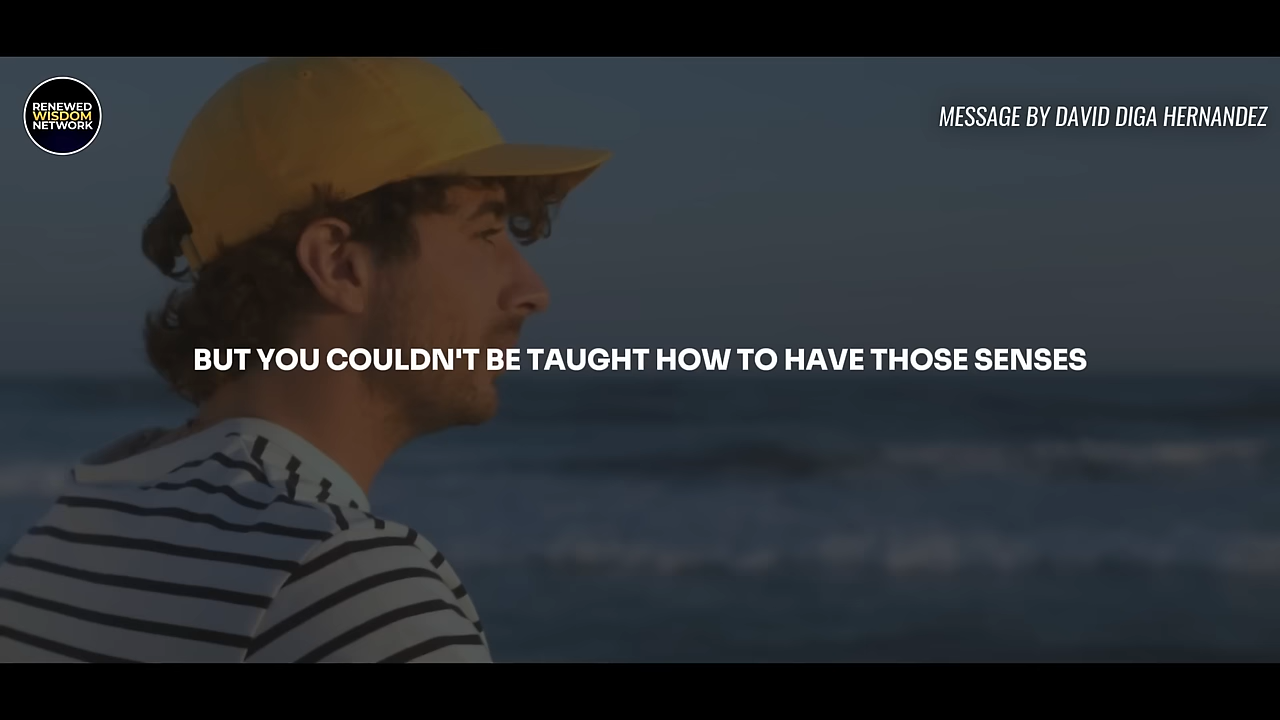 RENEWED
WISDOM
NETWORK
MESSAGE BY DAVID DIGA HERNANDEZ
BUT YOU COULDN'T BE TAUGHT HOW TO HAVE THOSE SENSES